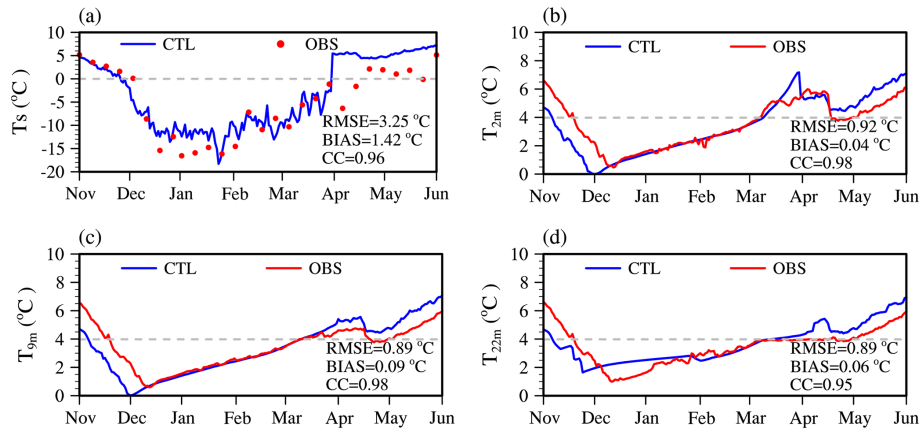 (a)
CTL
OBS
Ts (°C)
10
5
0
-5
-10
-15
-20
RMSE=3.25 °C
BIAS=1.42 °C
CC=0.96
Nov Dec Jan Feb Mar Apr May Jun
(b)
CTL
OBS
T2m (°C)
10
8
6
4
2
0
RMSE=0.92 °C
BIAS=0.04 °C
CC=0.98
Nov Dec Jan Feb Mar Apr May Jun
(c)
CTL
OBS
T9m (°C)
10
8
6
4
2
0
RMSE=0.89 °C
BIAS=0.09 °C
CC=0.98
Nov Dec Jan Feb Mar Apr May Jun
(d)
CTL
OBS
T22m (°C)
10
8
6
4
2
0
RMSE=0.89 °C
BIAS=0.06 °C
CC=0.95
Nov Dec Jan Feb Mar Apr May Jun